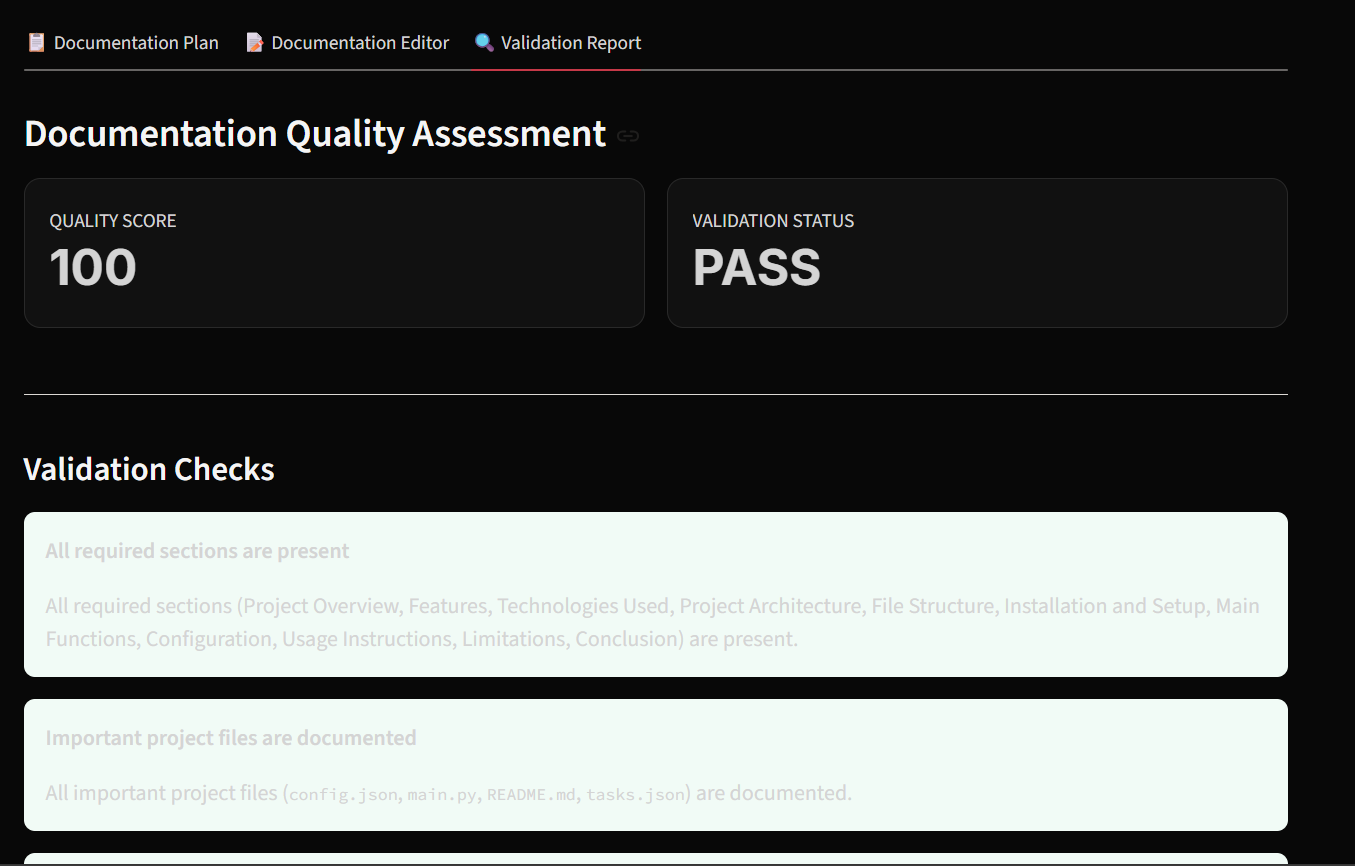 Documentation Plan Documentation Editor Validation Report
Documentation Quality Assessment
QUALITY SCORE
100
VALIDATION STATUS
PASS
Validation Checks
All required sections are present
All required sections (Project Overview, Features, Technologies Used, Project Architecture, File Structure, Installation and Setup, Main
Functions, Configuration, Usage Instructions, Limitations, Conclusion) are present.
Important project files are documented
All important project files (config.json, main.py, README.md, tasks.json) are documented.